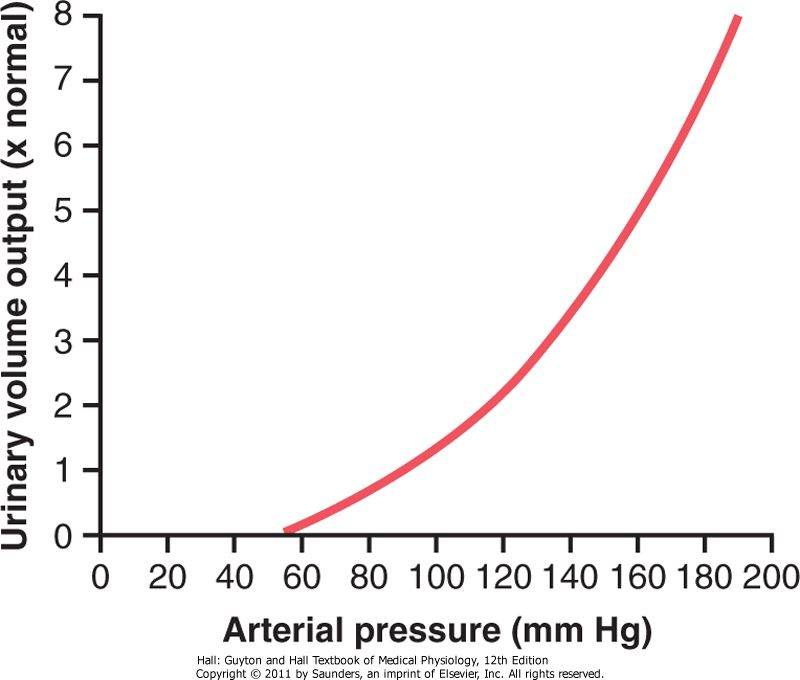 Urinary volume output (x normal)
8
7
6
5
4
3
2
1
0
0 20 40 60 80 100 120 140 160 180 200
Arterial pressure (mm Hg)
Hall: Guyton and Hall Textbook of Medical Physiology, 12th Edition
Copyright © 2011 by Saunders, an imprint of Elsevier, Inc. All rights reserved.